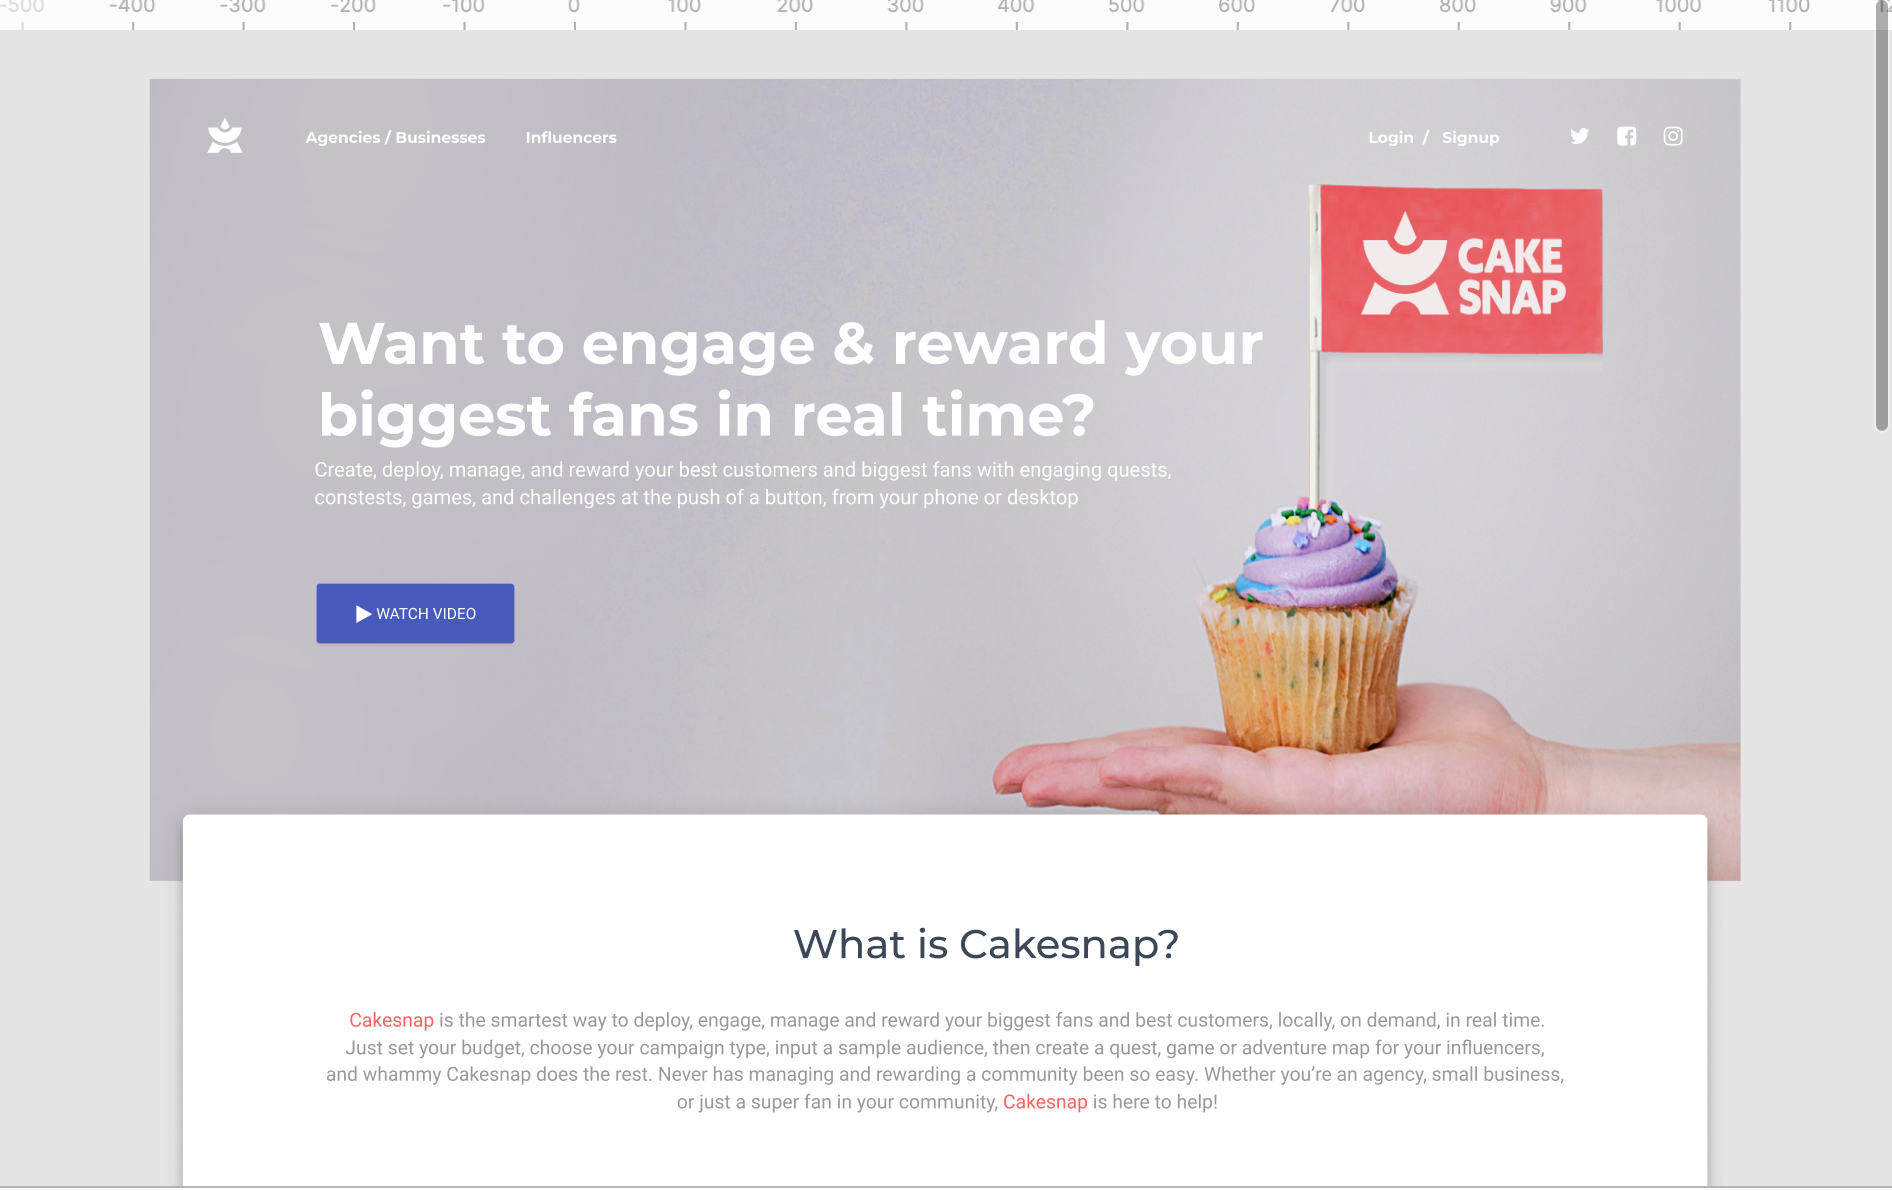 -500 -400 -300 -200 -100 0 100 200 300 400 500 600 700 800 900 1000 1100
Agencies / Businesses Influencers Login / Signup
CAKE
SNAP
Want to engage & reward your
biggest fans in real time?
Create, deploy, manage, and reward your best customers and biggest fans with engaging quests,
constests, games, and challenges at the push of a button, from your phone or desktop
WATCH VIDEO
What is Cakesnap?
Cakesnap is the smartest way to deploy, engage, manage and reward your biggest fans and best customers, locally, on demand, in real time.
Just set your budget, choose your campaign type, input a sample audience, then create a quest, game or adventure map for your influencers,
and whammy Cakesnap does the rest. Never has managing and rewarding a community been so easy. Whether you’re an agency, small business,
or just a super fan in your community, Cakesnap is here to help!